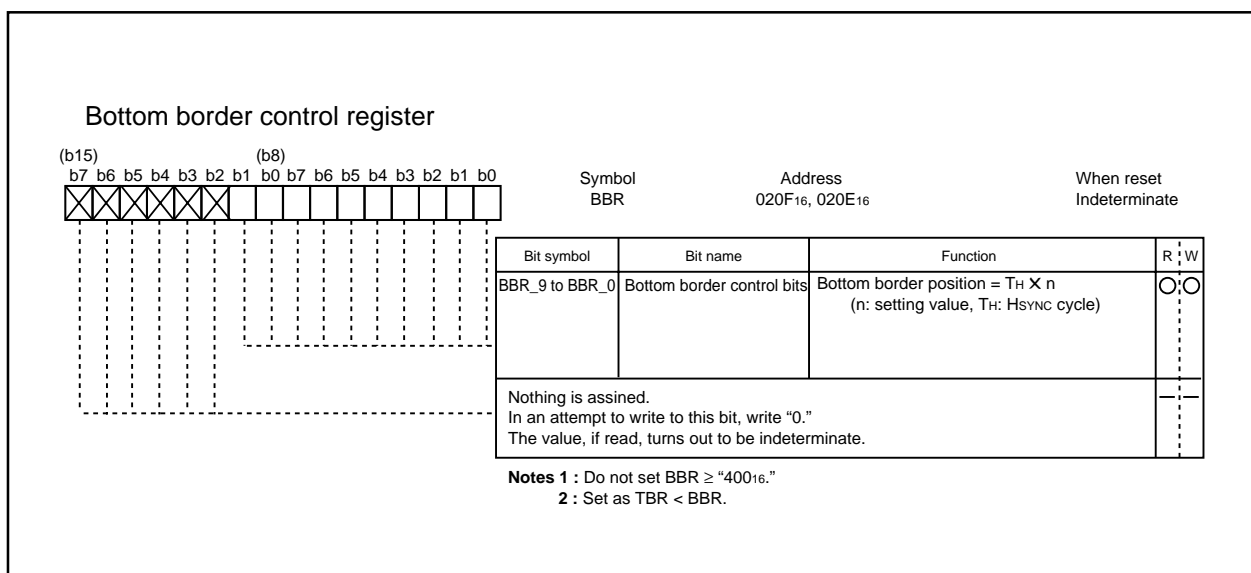 Bottom border control register
(b15) (b8)
b7 b6 b5 b4 b3 b2 b1 b0 b7 b6 b5 b4 b3 b2 b1 b0
Symbol Address When reset
BBR 020F16, 020E16 Indeterminate
Bit symbol Bit name Function R W
BBR_9 to BBR_0 Bottom border control bits Bottom border position = TH X n
(n: setting value, TH: HSYNC cycle)
Nothing is assined.
In an attempt to write to this bit, write “0.”
The value, if read, turns out to be indeterminate.
Notes 1 : Do not set BBR ≥ “40016.”
2 : Set as TBR < BBR.